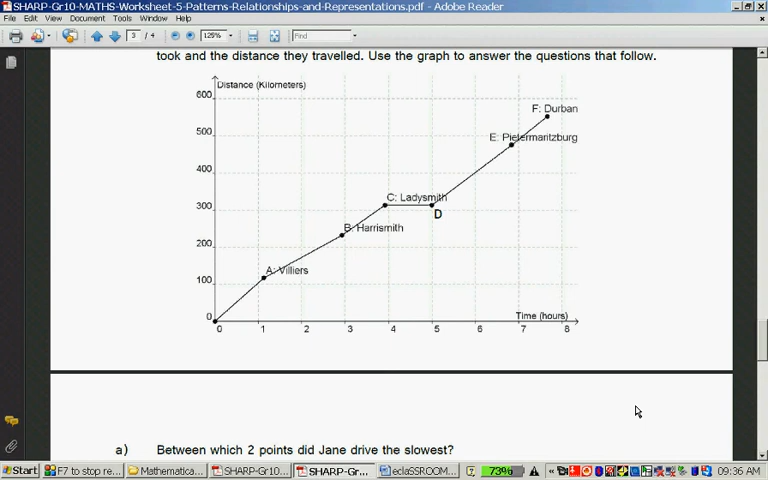 SHARP-Gr10-MATHS-Worksheet-5-Patterns-Relationships-and-Representations.pdf - Adobe Reader
File Edit View Document Tools Window Help
3 / 4 125% Find
took and the distance they travelled. Use the graph to answer the questions that follow.
Distance (Kilometers)
600
F: Durban
500
E: Pietermaritzburg
400
C: Ladysmith
300
D
B: Harrismith
200
A: Villiers
100
0
Time (hours)
0 1 2 3 4 5 6 7 8
a) Between which 2 points did Jane drive the slowest?
Start F7 to stop re... Mathematica... SHARP-Gr10... SHARP-Gr... eclaSSROOM... 73% 09:36 AM